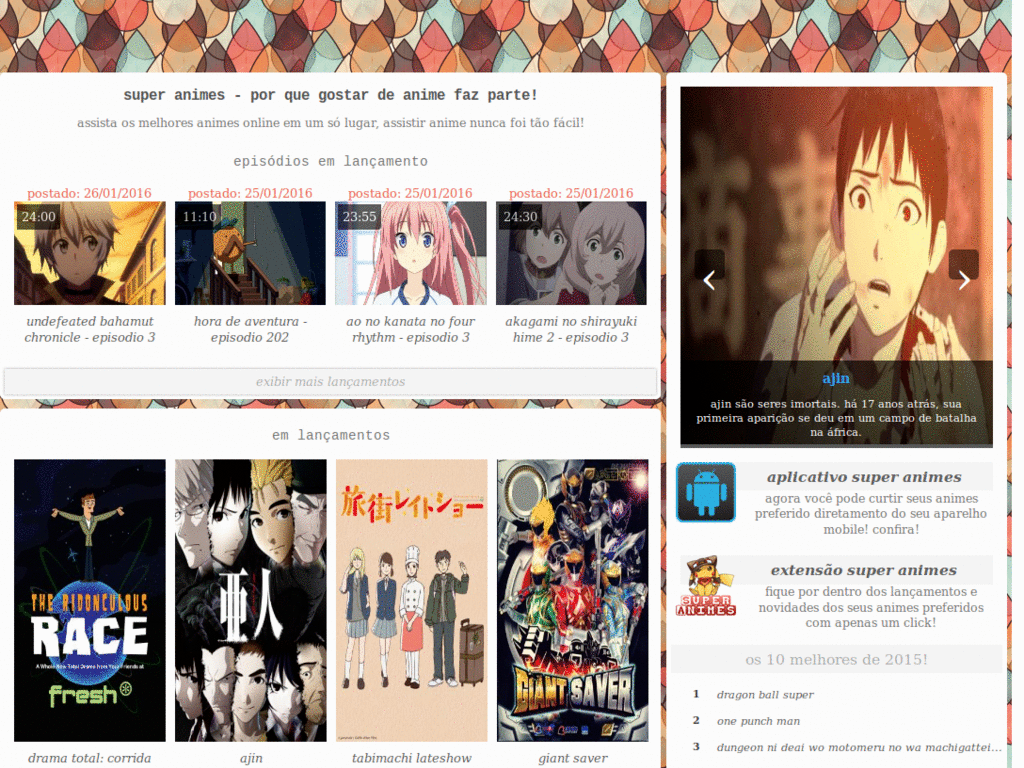 super animes - por que gostar de anime faz parte!
assista os melhores animes online em um só lugar, assistir anime nunca foi tão fácil!
episódios em lançamento
postado: 26/01/2016
24:00
undefeated bahamut
chronicle - episodio 3
postado: 25/01/2016
11:10
hora de aventura -
episodio 202
postado: 25/01/2016
23:55
ao no kanata no four
rhythm - episodio 3
postado: 25/01/2016
24:30
akagami no shirayuki
hime 2 - episodio 3
exibir mais lançamentos
em lançamentos
THE RIDONCULOUS
RACE
A Whole New Total Drama from Your Friends at
fresh
drama total: corrida
亜人
ajin
旅街レイトショー
tabimachi lateshow
GIANT SAVER
giant saver
ajin
ajin são seres imortais. há 17 anos atrás, sua
primeira aparição se deu em um campo de batalha
na áfrica.
aplicativo super animes
agora você pode curtir seus animes
preferido diretamento do seu aparelho
mobile! confira!
SUPER
ANIMES
extensão super animes
fique por dentro dos lançamentos e
novidades dos seus animes preferidos
com apenas um click!
os 10 melhores de 2015!
1 dragon ball super
2 one punch man
3 dungeon ni deai wo motomeru no wa machigattei...